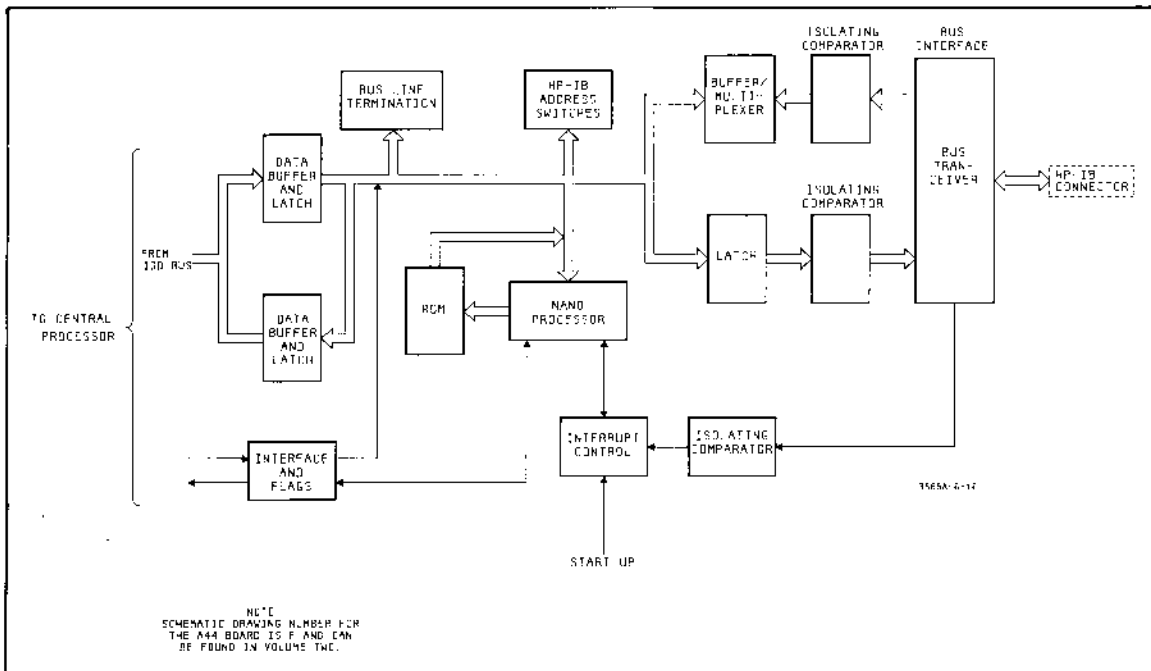 ISOLATING
COMPARATOR
BUS
INTERFACE
BUS LINE
TERMINATION
HP-IB
ADDRESS
SWITCHES
BUFFER/
MULTI-
PLEXER
DATA
BUFFER
AND
LATCH
BUS
TRAN-
CEIVER
HP-IB
CONNECTOR
ISOLATING
COMPARATOR
LATCH
FROM
BUS
ROM
NANO
PROCESSOR
DATA
BUFFER
AND
LATCH
TO CENTRAL
PROCESSOR
INTERFACE
AND
FLAGS
INTERRUPT
CONTROL
ISOLATING
COMPARATOR
START UP
NOTE
SCHEMATIC DRAWING NUMBER FOR
THE A44 BOARD IS F AND CAN
BE FOUND IN VOLUME TWO.